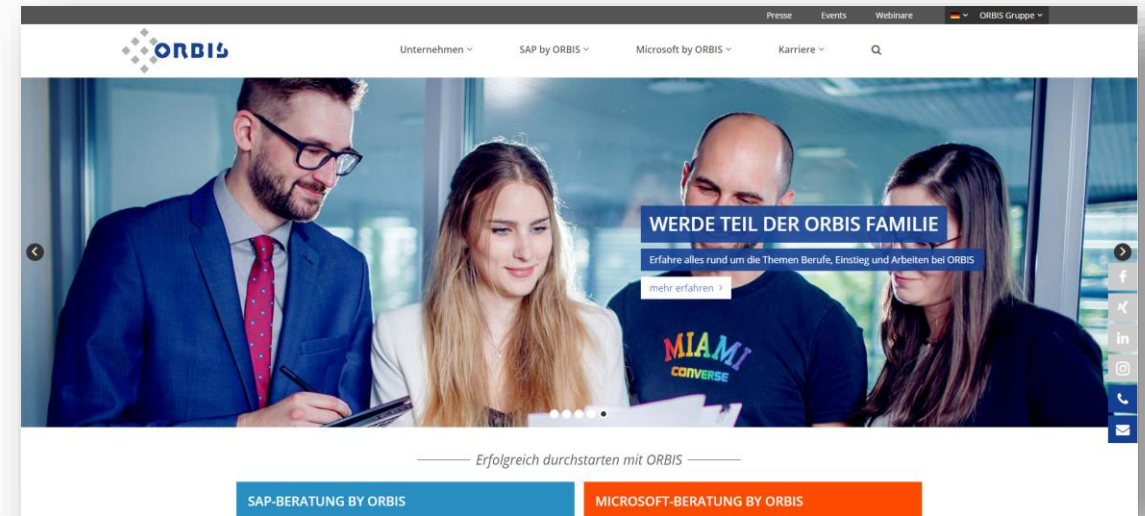 Presse Events Webinare ORBIS Gruppe
ORBIS
Unternehmen SAP by ORBIS Microsoft by ORBIS Karriere
WERDE TEIL DER ORBIS FAMILIE
Erfahre alles rund um die Themen Berufe, Einstieg und Arbeiten bei ORBIS
mehr erfahren
MIAMI
CONVERSE
Erfolgreich durchstarten mit ORBIS
SAP-BERATUNG BY ORBIS
MICROSOFT-BERATUNG BY ORBIS